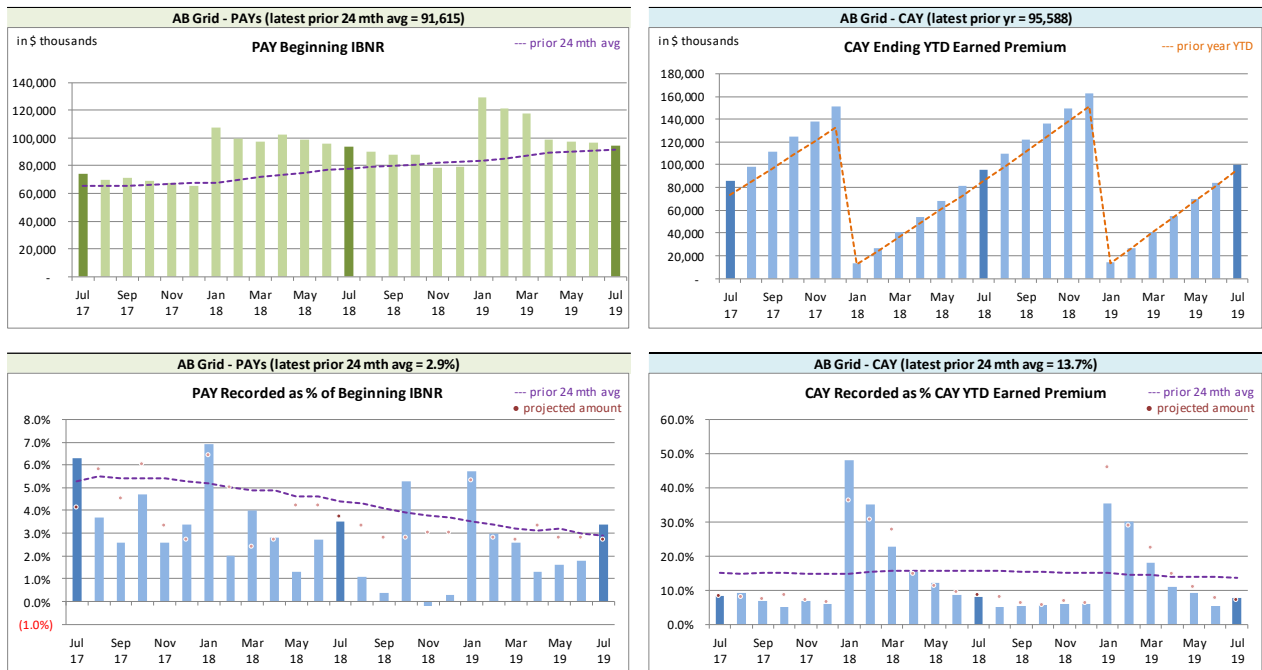 AB Grid - PAYs (latest prior 24 mth avg = 91,615)
in $ thousands
--- prior 24 mth avg
PAY Beginning IBNR
140,000
120,000
100,000
80,000
60,000
40,000
20,000
-
Jul Sep Nov Jan Mar May Jul Sep Nov Jan Mar May Jul
17 17 17 18 18 18 18 18 18 19 19 19 19
AB Grid - CAY (latest prior yr = 95,588)
in $ thousands
--- prior year YTD
CAY Ending YTD Earned Premium
180,000
160,000
140,000
120,000
100,000
80,000
60,000
40,000
20,000
-
Jul Sep Nov Jan Mar May Jul Sep Nov Jan Mar May Jul
17 17 17 18 18 18 18 18 18 19 19 19 19
AB Grid - PAYs (latest prior 24 mth avg = 2.9%)
PAY Recorded as % of Beginning IBNR
--- prior 24 mth avg
• projected amount
8.0%
7.0%
6.0%
5.0%
4.0%
3.0%
2.0%
1.0%
0.0%
(1.0%)
Jul Sep Nov Jan Mar May Jul Sep Nov Jan Mar May Jul
17 17 17 18 18 18 18 18 18 19 19 19 19
AB Grid - CAY (latest prior 24 mth avg = 13.7%)
CAY Recorded as % CAY YTD Earned Premium
--- prior 24 mth avg
• projected amount
60.0%
50.0%
40.0%
30.0%
20.0%
10.0%
0.0%
Jul Sep Nov Jan Mar May Jul Sep Nov Jan Mar May Jul
17 17 17 18 18 18 18 18 18 19 19 19 19